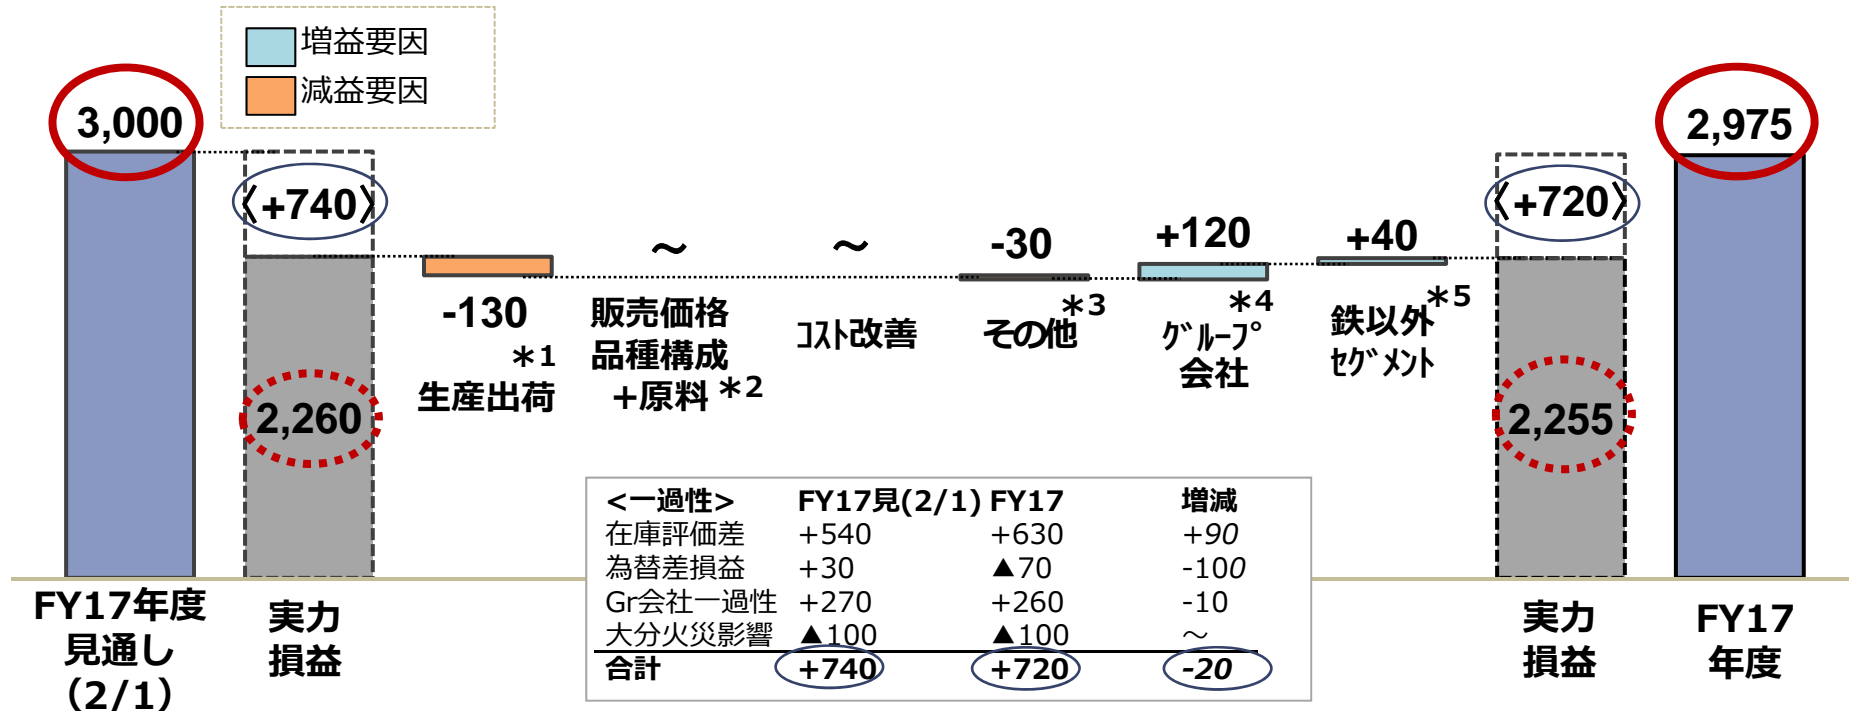 増益要因
減益要因
3,000
〈+740〉
2,260
-130
*1
生産出荷
～
販売価格
品種構成
+原料 *2
～
ｺｽﾄ改善
-30
*3
その他
+120
*4
ｸﾞﾙｰﾌﾟ
会社
+40
*5
鉄以外
ｾｸﾞﾒﾝﾄ
〈+720〉
2,255
2,975
<一過性> FY17見(2/1) FY17 増減
在庫評価差 +540 +630 +90
為替差損益 +30 ▲70 -100
Gr会社一過性 +270 +260 -10
大分火災影響 ▲100 ▲100 ～
合計 +740 +720 -20
FY17年度
見通し
（2/1）
実力
損益
実力
損益
FY17
年度